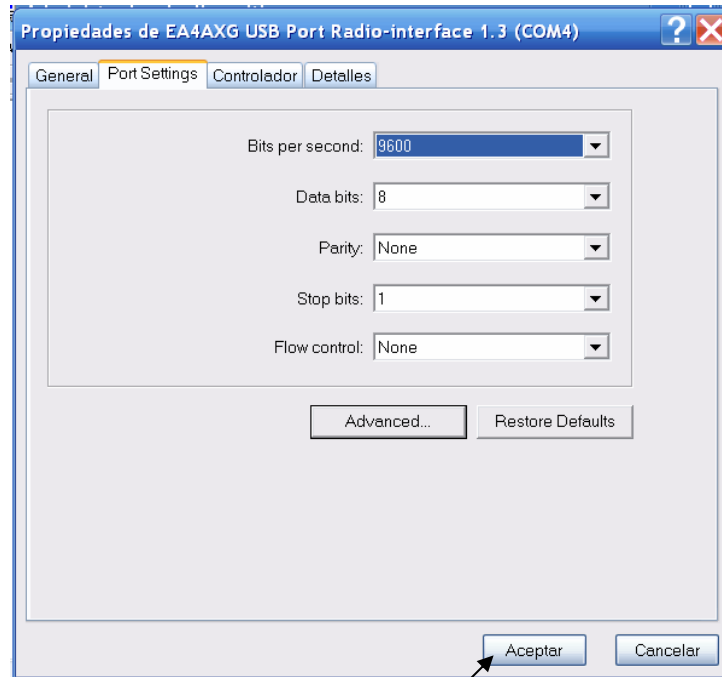 Propiedades de EA4AXG USB Port Radio-interface 1.3 (COM4)
General Port Settings Controlador Detalles
Bits per second: 9600
Data bits: 8
Parity: None
Stop bits: 1
Flow control: None
Advanced... Restore Defaults
Aceptar Cancelar